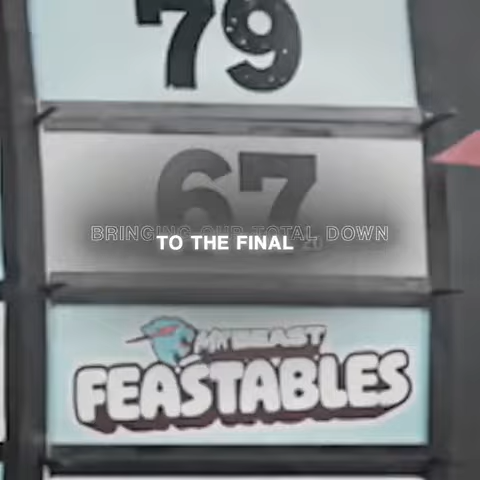 79
67
BRINGING OUR TOTAL DOWN
TO THE FINAL
MRBEAST
FEASTABLES